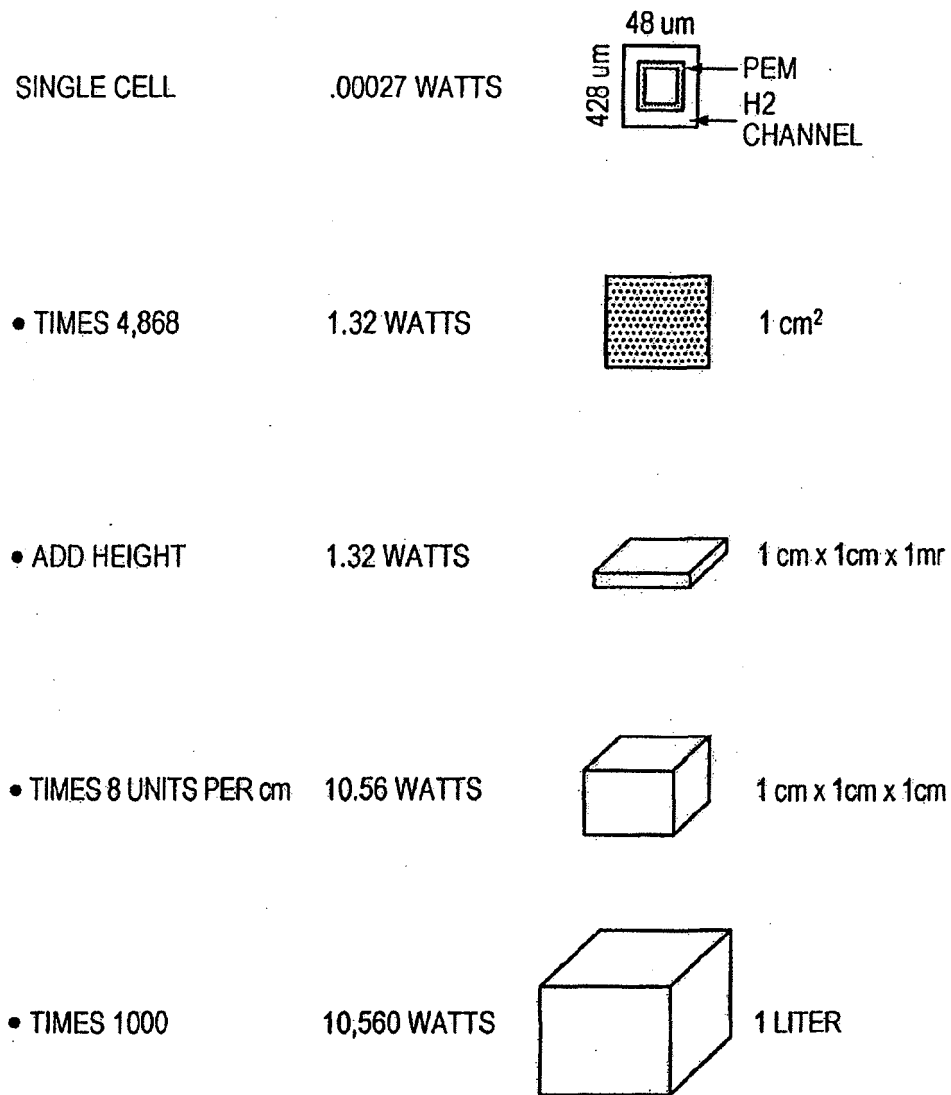 48 um
SINGLE CELL .00027 WATTS 428 um PEM
H2
CHANNEL
• TIMES 4,868 1.32 WATTS 1 cm²
• ADD HEIGHT 1.32 WATTS 1 cm x 1cm x 1mr
• TIMES 8 UNITS PER cm 10.56 WATTS 1 cm x 1cm x 1cm
• TIMES 1000 10,560 WATTS 1 LITER